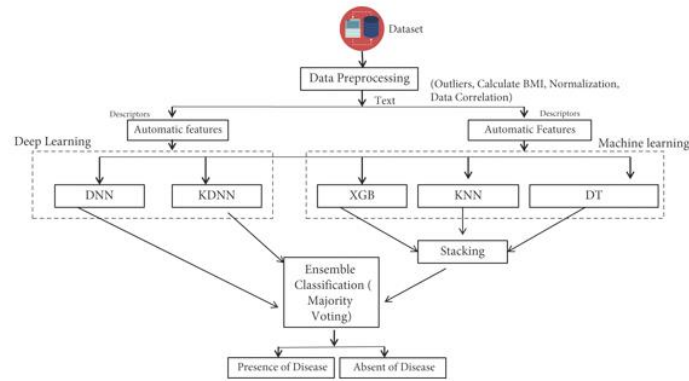 Dataset
Data Preprocessing
(Outliers, Calculate BMI, Normalization,
Data Correlation)
Text
Descriptors
Descriptors
Automatic features
Automatic Features
Deep Learning
Machine learning
DNN
KDNN
XGB
KNN
DT
Stacking
Ensemble
Classification (
Majority
Voting)
Presence of Disease
Absent of Disease